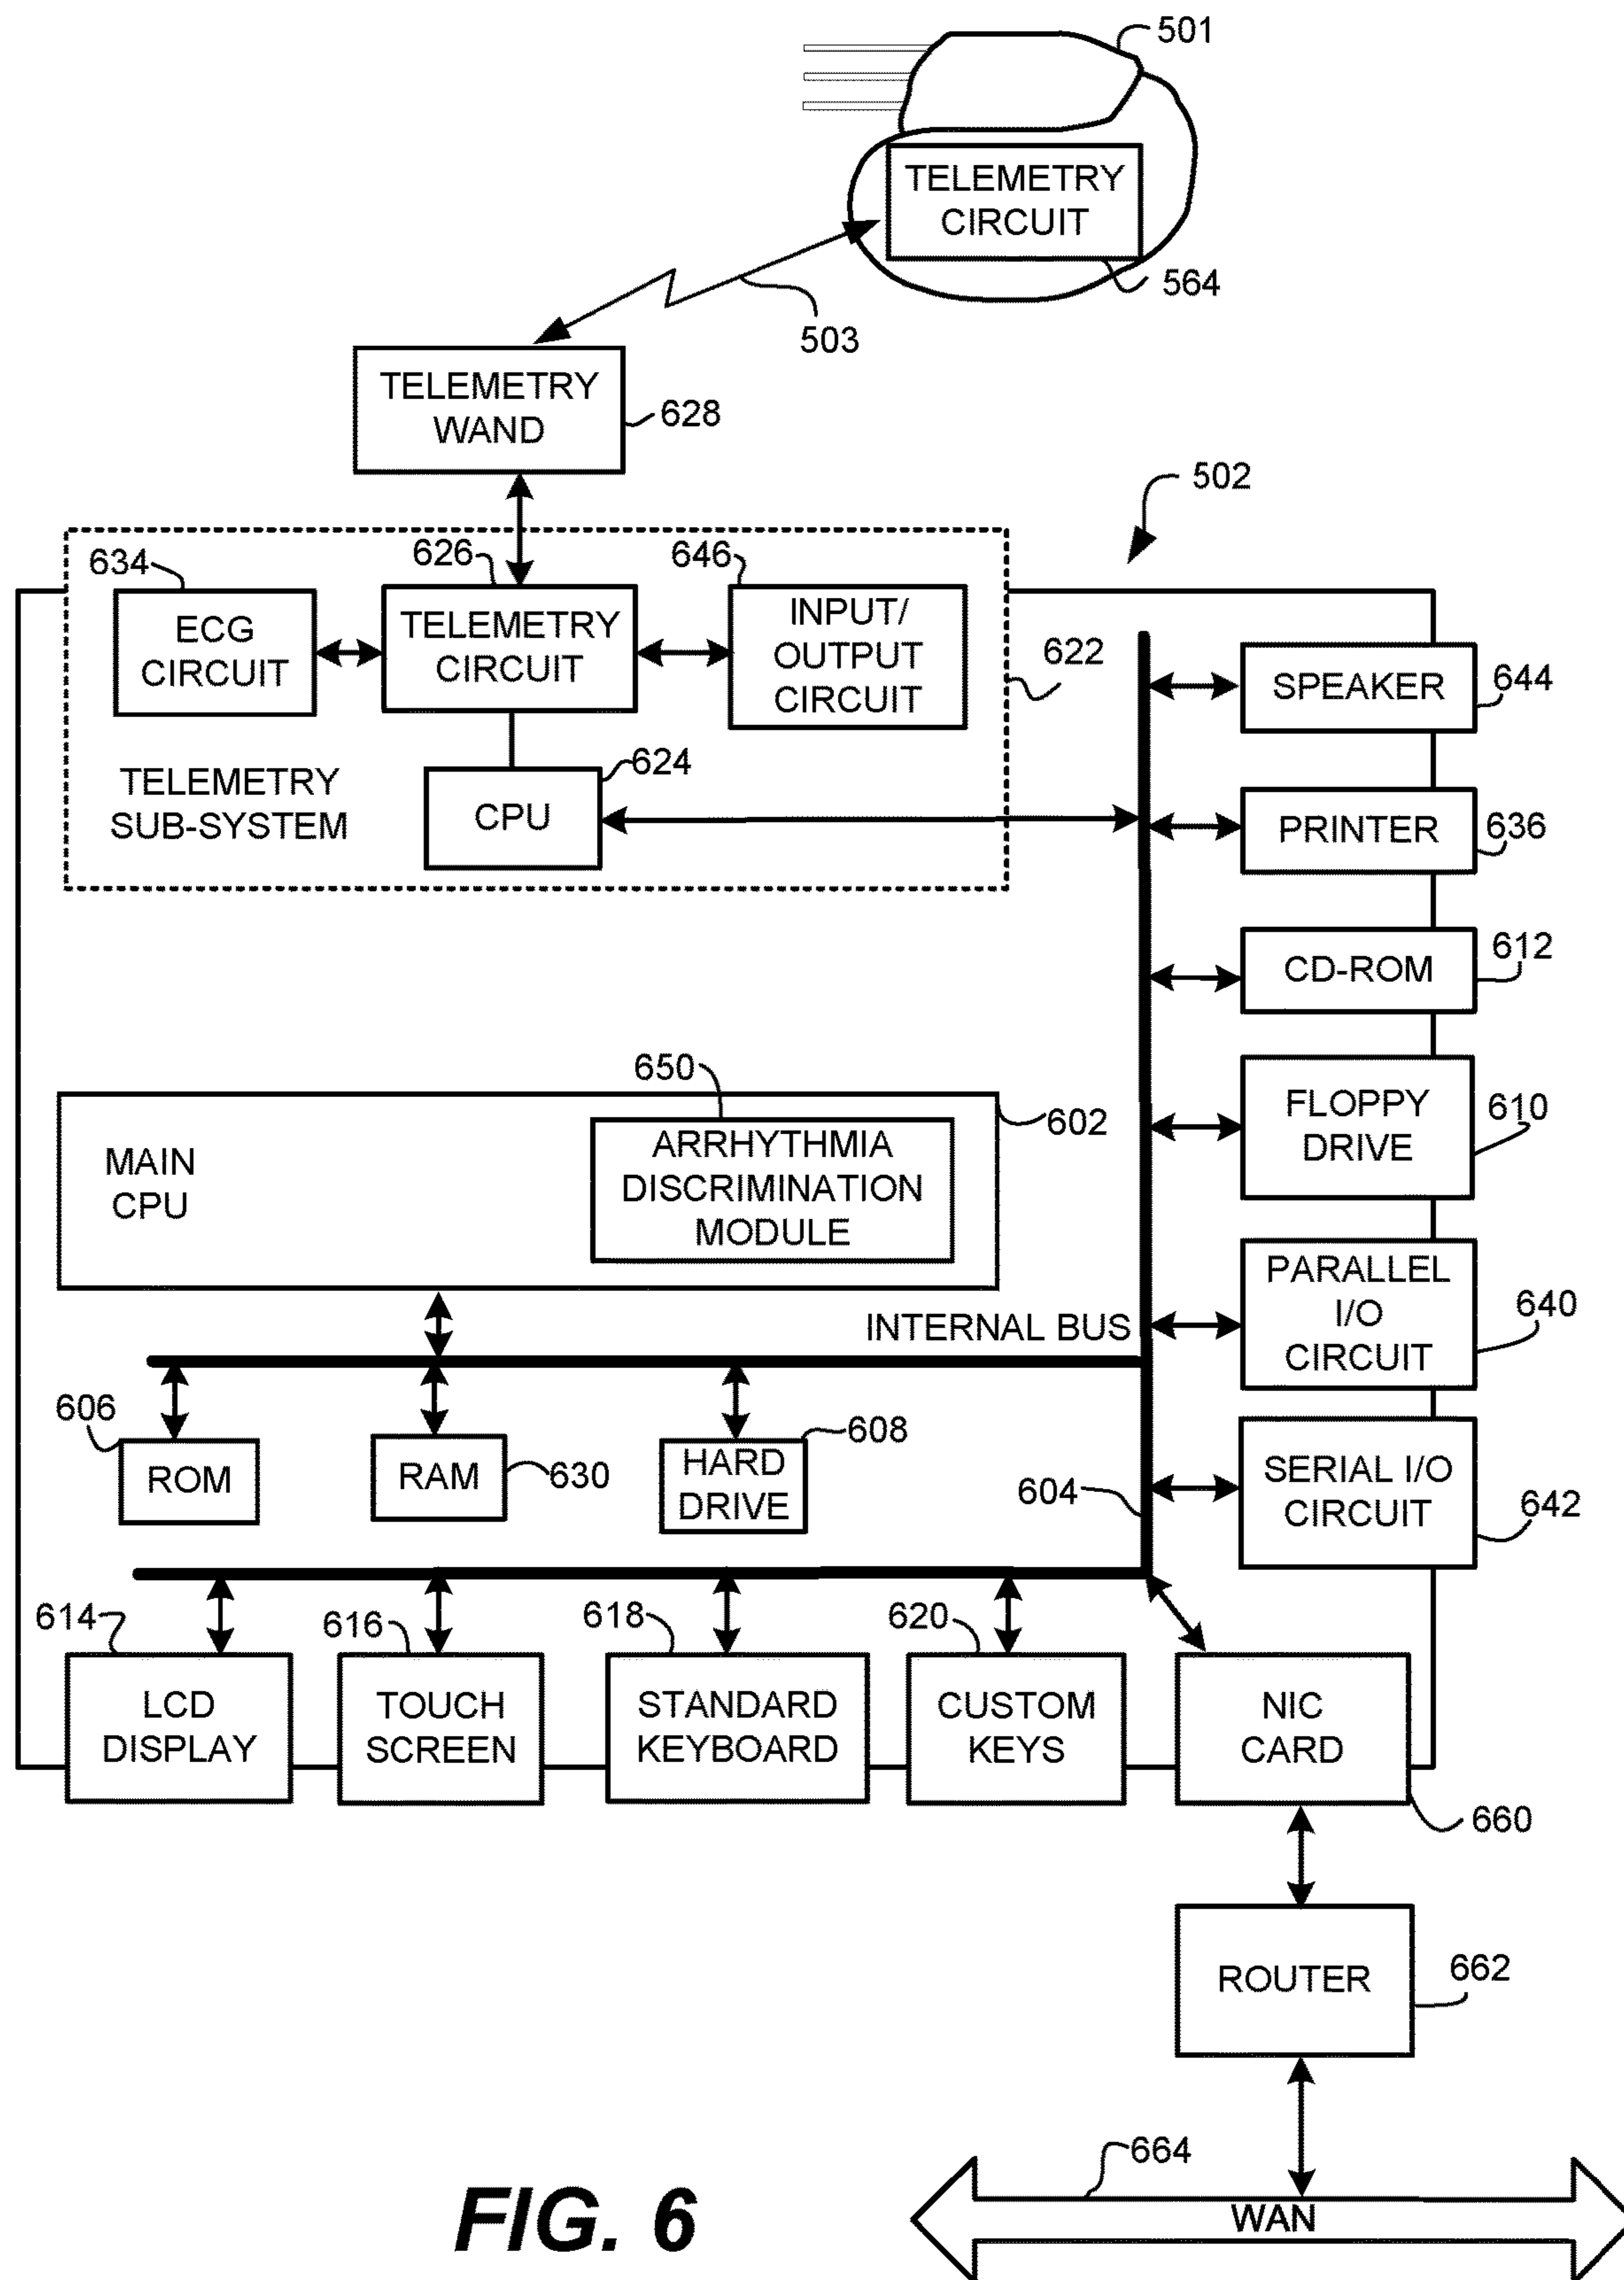 501
TELEMETRY
CIRCUIT
564
503
TELEMETRY
WAND
628
502
634
626
646
ECG
CIRCUIT
TELEMETRY
CIRCUIT
INPUT/
OUTPUT
CIRCUIT
622
SPEAKER
644
TELEMETRY
SUB-SYSTEM
624
CPU
PRINTER
636
CD-ROM
612
650
602
MAIN
CPU
ARRHYTHMIA
DISCRIMINATION
MODULE
FLOPPY
DRIVE
610
INTERNAL BUS
PARALLEL
I/O
CIRCUIT
640
606
ROM
RAM
630
608
HARD
DRIVE
604
SERIAL I/O
CIRCUIT
642
614
616
618
620
LCD
DISPLAY
TOUCH
SCREEN
STANDARD
KEYBOARD
CUSTOM
KEYS
NIC
CARD
660
ROUTER
662
664
WAN
FIG. 6